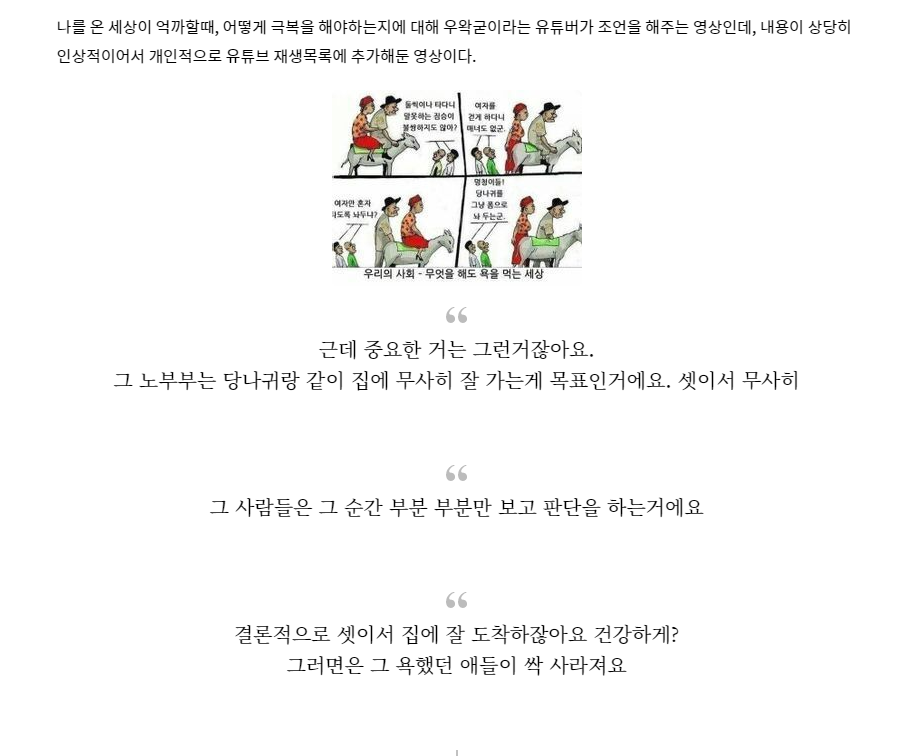 나를 온 세상이 억까할때, 어떻게 극복을 해야하는지에 대해 우왁굳이라는 유튜버가 조언을 해주는 영상인데, 내용이 상당히
인상적이어서 개인적으로 유튜브 재생목록에 추가해둔 영상이다.
둘씩이나 타다니
말못하는 짐승이
불쌍하지도 않아?
여자를
걷게 하다니
매너도 없군.
여자만 혼자
타도록 놔두냐?
멍청이들!
당나귀를
그냥 폼으로
놔 두는군.
우리의 사회 - 무엇을 해도 욕을 먹는 세상
“
근데 중요한 거는 그런거잖아요.
그 노부부는 당나귀랑 같이 집에 무사히 잘 가는게 목표인거에요. 셋이서 무사히
“
그 사람들은 그 순간 부분 부분만 보고 판단을 하는거에요
“
결론적으로 셋이서 집에 잘 도착하잖아요 건강하게?
그러면은 그 욕했던 애들이 싹 사라져요